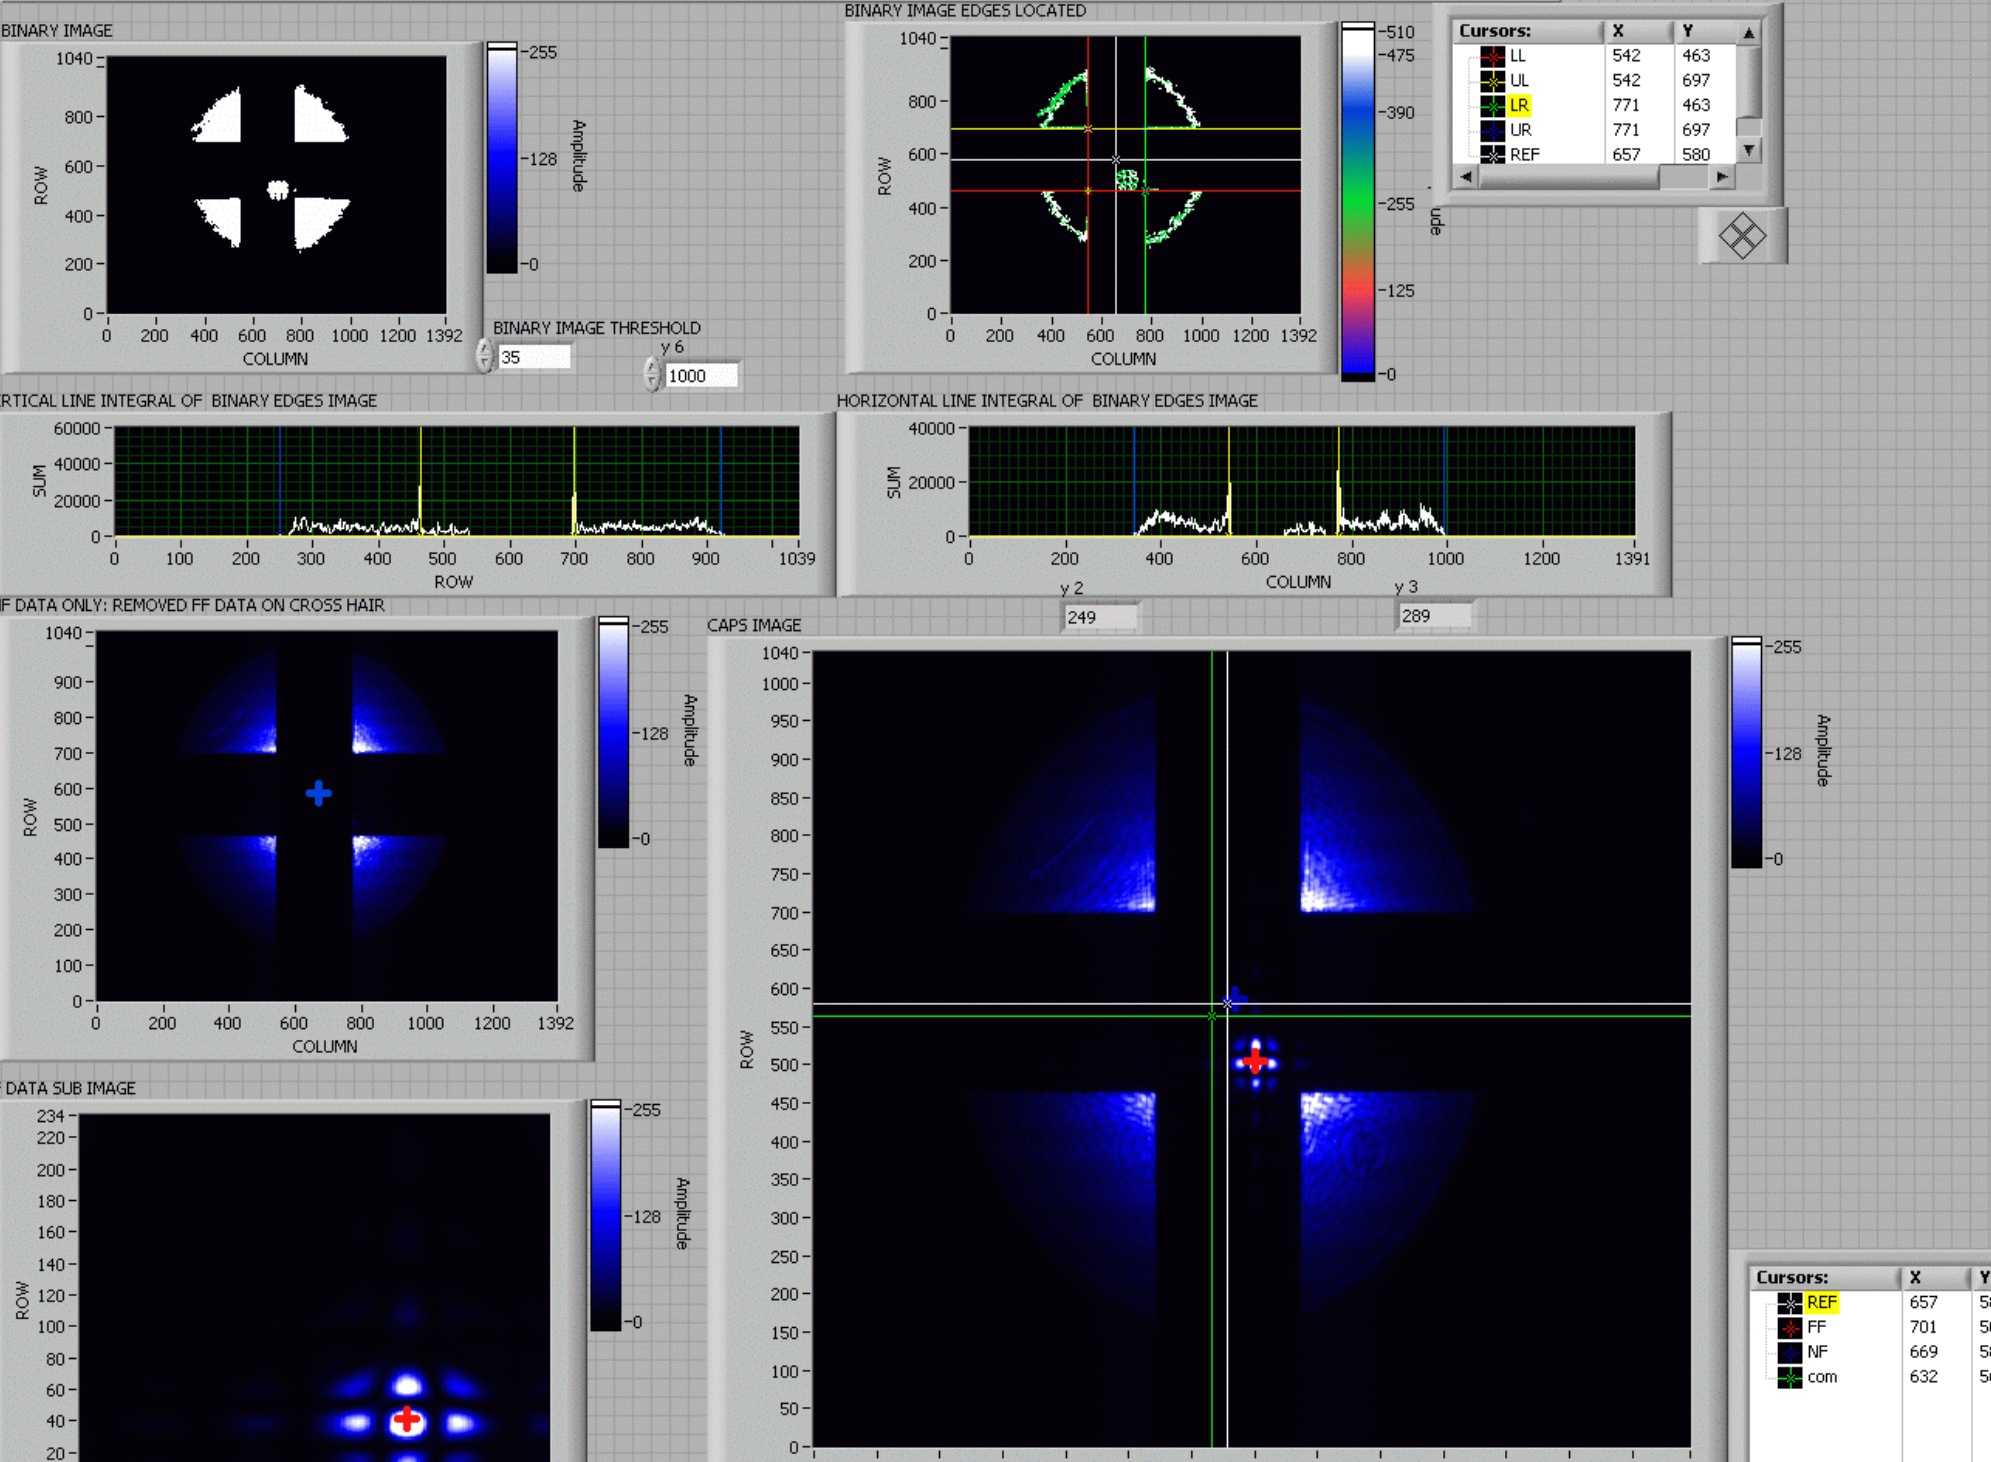 BINARY IMAGE
1040
800
600
400
200
0
ROW
0 200 400 600 800 1000 1200 1392
COLUMN
255
128
0
Amplitude
BINARY IMAGE THRESHOLD
35
y 6
1000
BINARY IMAGE EDGES LOCATED
1040
800
600
400
200
0
ROW
0 200 400 600 800 1000 1200 1392
COLUMN
510
475
390
255
125
0
ude
Cursors: X Y
LL 542 463
UL 542 697
LR 771 463
UR 771 697
REF 657 580
RTICAL LINE INTEGRAL OF BINARY EDGES IMAGE
60000
40000
20000
0
SUM
0 100 200 300 400 500 600 700 800 900 1039
ROW
HORIZONTAL LINE INTEGRAL OF BINARY EDGES IMAGE
40000
20000
0
SUM
0 200 400 600 800 1000 1200 1391
COLUMN
y 2
249
y 3
289
F DATA ONLY: REMOVED FF DATA ON CROSS HAIR
1040
900
800
700
600
500
400
300
200
100
0
ROW
0 200 400 600 800 1000 1200 1392
COLUMN
255
128
0
Amplitude
DATA SUB IMAGE
234
220
200
180
160
140
120
100
80
60
40
20
ROW
255
128
0
Amplitude
CAPS IMAGE
1040
1000
950
900
850
800
750
700
650
600
550
500
450
400
350
300
250
200
150
100
50
0
ROW
255
128
0
Amplitude
Cursors: X Y
REF 657
FF 701
NF 669
com 632